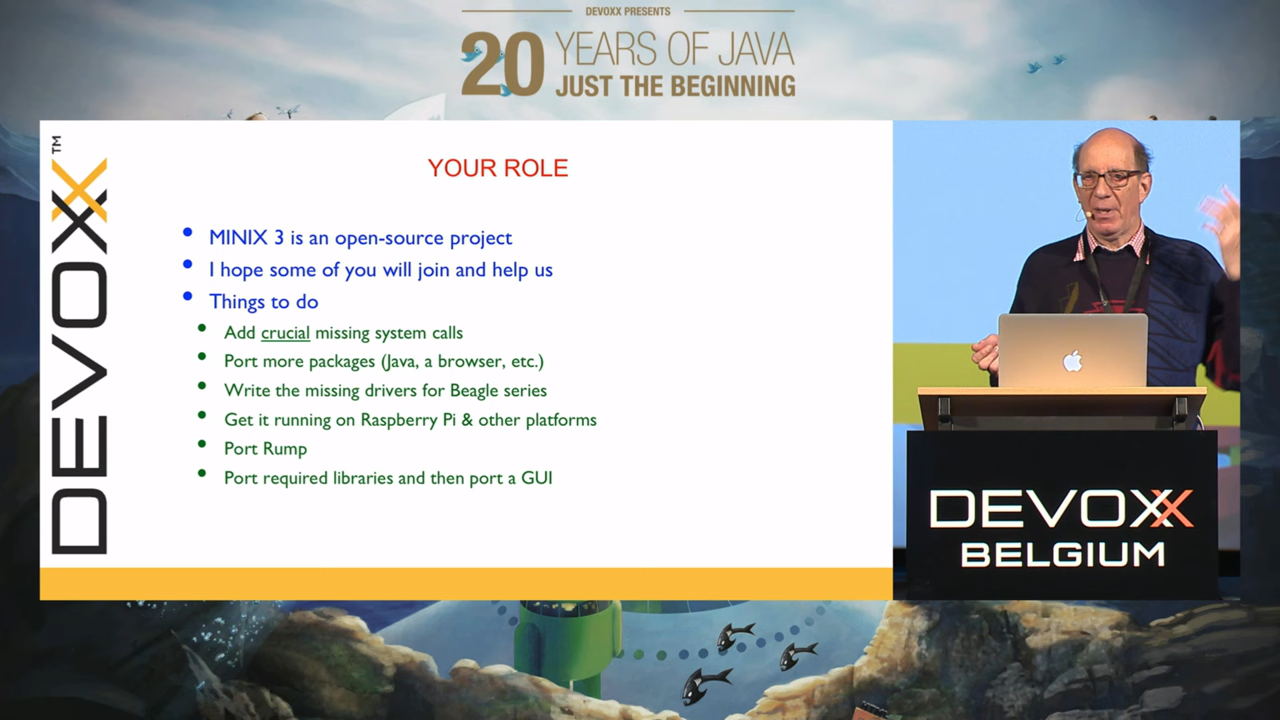 DEVOXX PRESENTS
20 YEARS OF JAVA
JUST THE BEGINNING
DEVOXX™
YOUR ROLE
• MINIX 3 is an open-source project
• I hope some of you will join and help us
• Things to do
• Add crucial missing system calls
• Port more packages (Java, a browser, etc.)
• Write the missing drivers for Beagle series
• Get it running on Raspberry Pi & other platforms
• Port Rump
• Port required libraries and then port a GUI
DEVOXX
BELGIUM